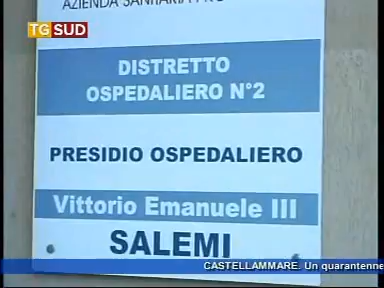 AZIENDA SANITARIA
TG SUD
DISTRETTO
OSPEDALIERO N°2
PRESIDIO OSPEDALIERO
Vittorio Emanuele III
SALEMI
CASTELLAMMARE: Un quarantenne